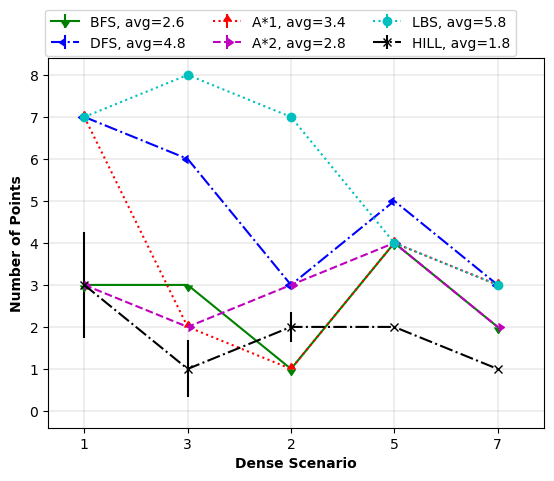 BFS, avg=2.6 A*1, avg=3.4 LBS, avg=5.8
DFS, avg=4.8 A*2, avg=2.8 HILL, avg=1.8
8
7
6
5
4
3
2
1
0
Number of Points
1 3 2 5 7
Dense Scenario